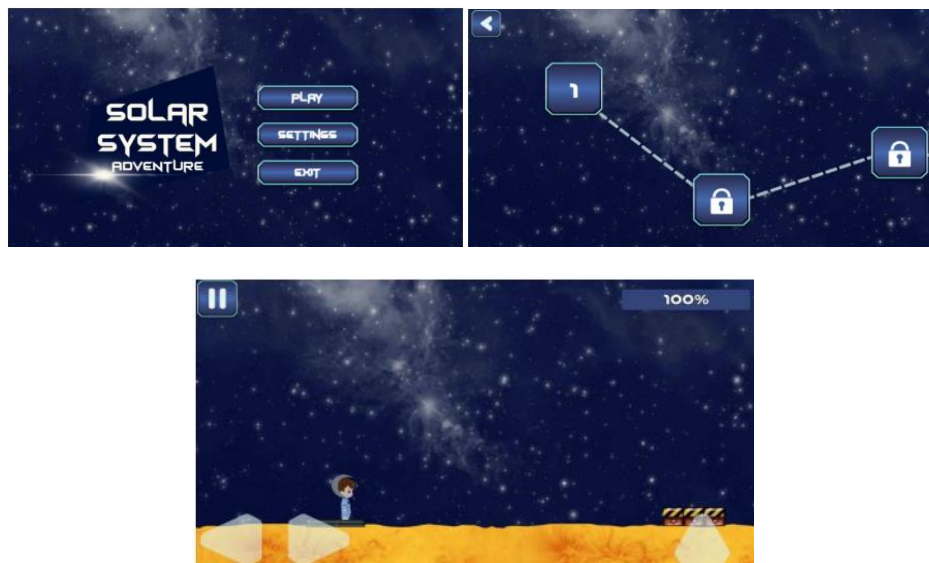 SOLAR
SYSTEM
ADVENTURE
PLAY
SETTINGS
EXIT
1
100%